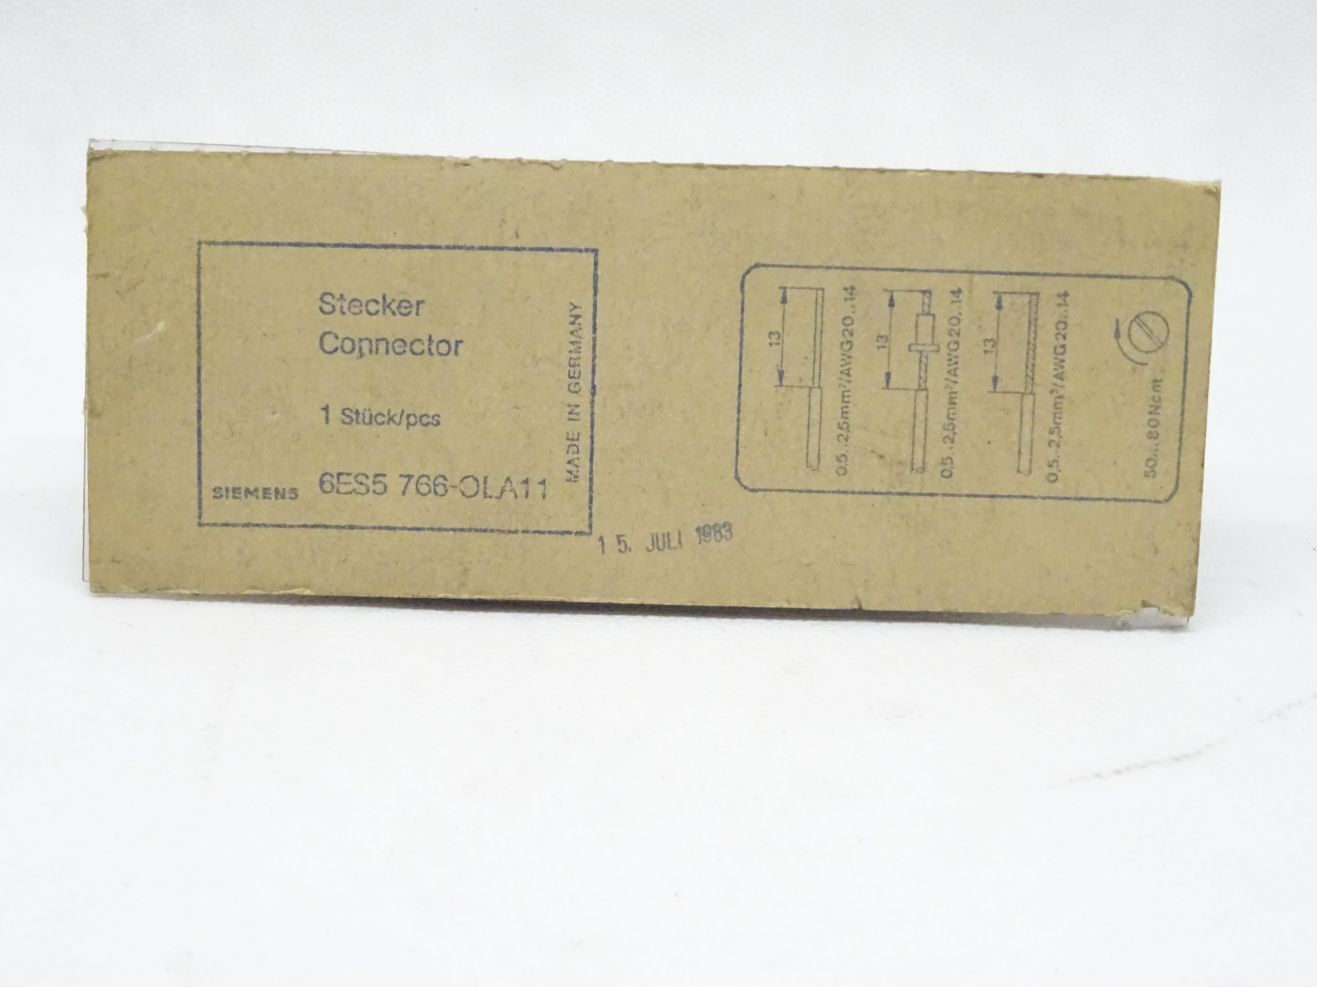 Stecker
Connector
1 Stück/pcs
SIEMENS 6ES5 766-0LA11
MADE IN GERMANY
15. JULI 1983
13
0,5..2,5mm²/AWG20..14
13
0,5..2,5mm²/AWG20..14
13
0,5..2,5mm²/AWG20..14
50...80Ncm